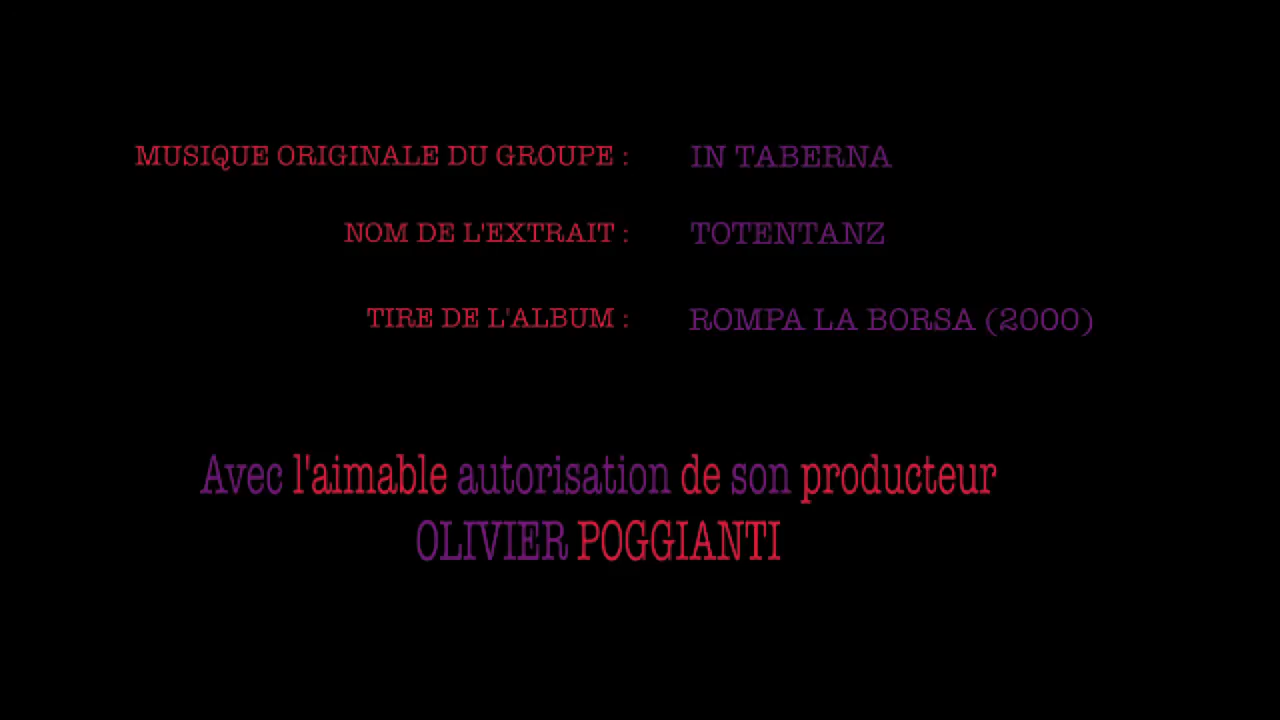 MUSIQUE ORIGINALE DU GROUPE : IN TABERNA
NOM DE L'EXTRAIT : TOTENTANZ
TIRE DE L'ALBUM : ROMPA LA BORSA (2000)
Avec l'aimable autorisation de son producteur
OLIVIER POGGIANTI